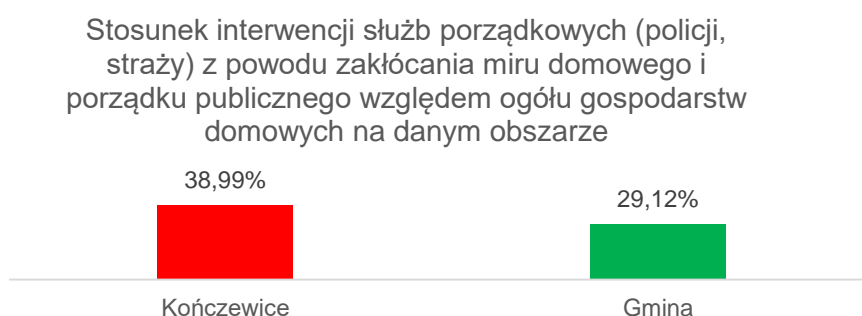 Stosunek interwencji służb porządkowych (policji,
straży) z powodu zakłócania miru domowego i
porządku publicznego względem ogółu gospodarstw
domowych na danym obszarze
38,99%
29,12%
Kończewice
Gmina